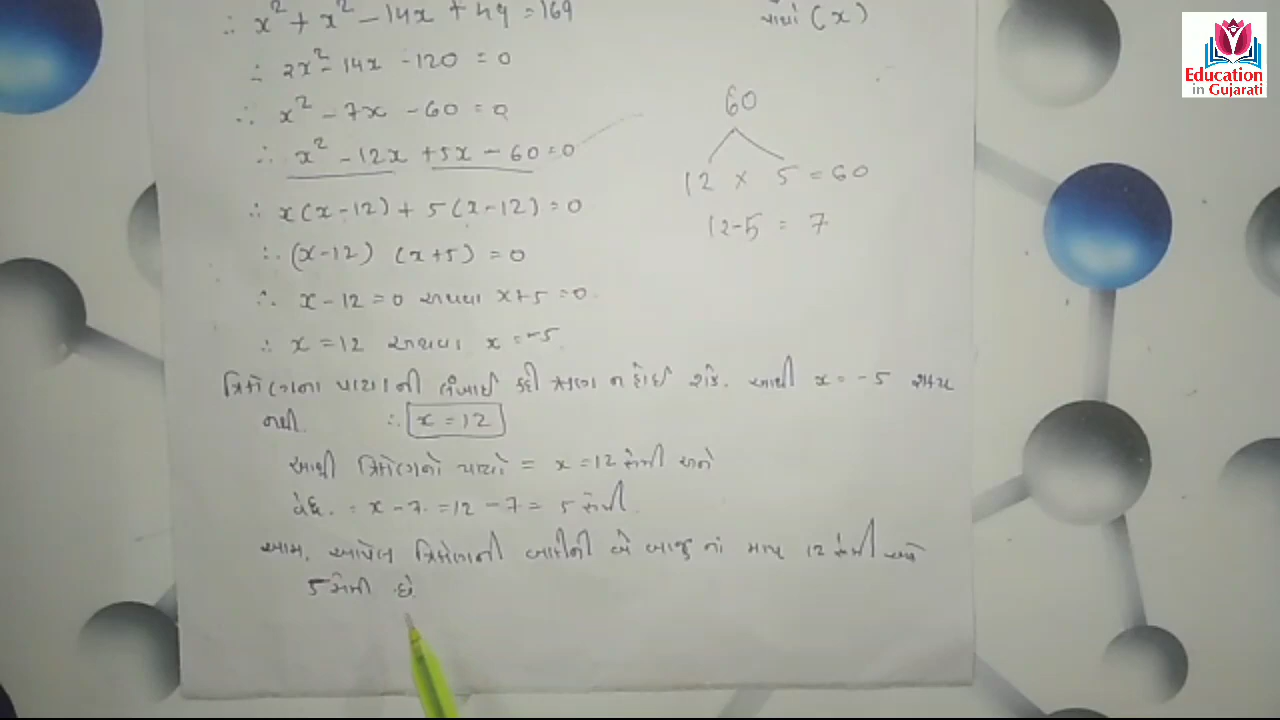 ∴ x² + x² - 14x + 49 = 169
પાયો (x)
∴ 2x² - 14x - 120 = 0
∴ x² - 7x - 60 = 0
∴ x² - 12x + 5x - 60 = 0
∴ x(x-12) + 5(x-12) = 0
∴ (x-12) (x+5) = 0
∴ x - 12 = 0 અથવા x+5 = 0.
∴ x = 12 અથવા x = -5.
ત્રિકોણના પાયાની લંબાઈ કદી ઋણ ન હોઈ શકે. આથી x = -5 શક્ય
નથી. ∴ x = 12
આથી ત્રિકોણનો પાયો = x = 12 સેમી અને
વેધ = x - 7 = 12 - 7 = 5 સેમી.
આમ, આપેલ ત્રિકોણની બાકીની બે બાજુનાં માપ 12 સેમી અને
5 સેમી છે.
60
12 × 5 = 60
12-5 = 7
Education
in Gujarati